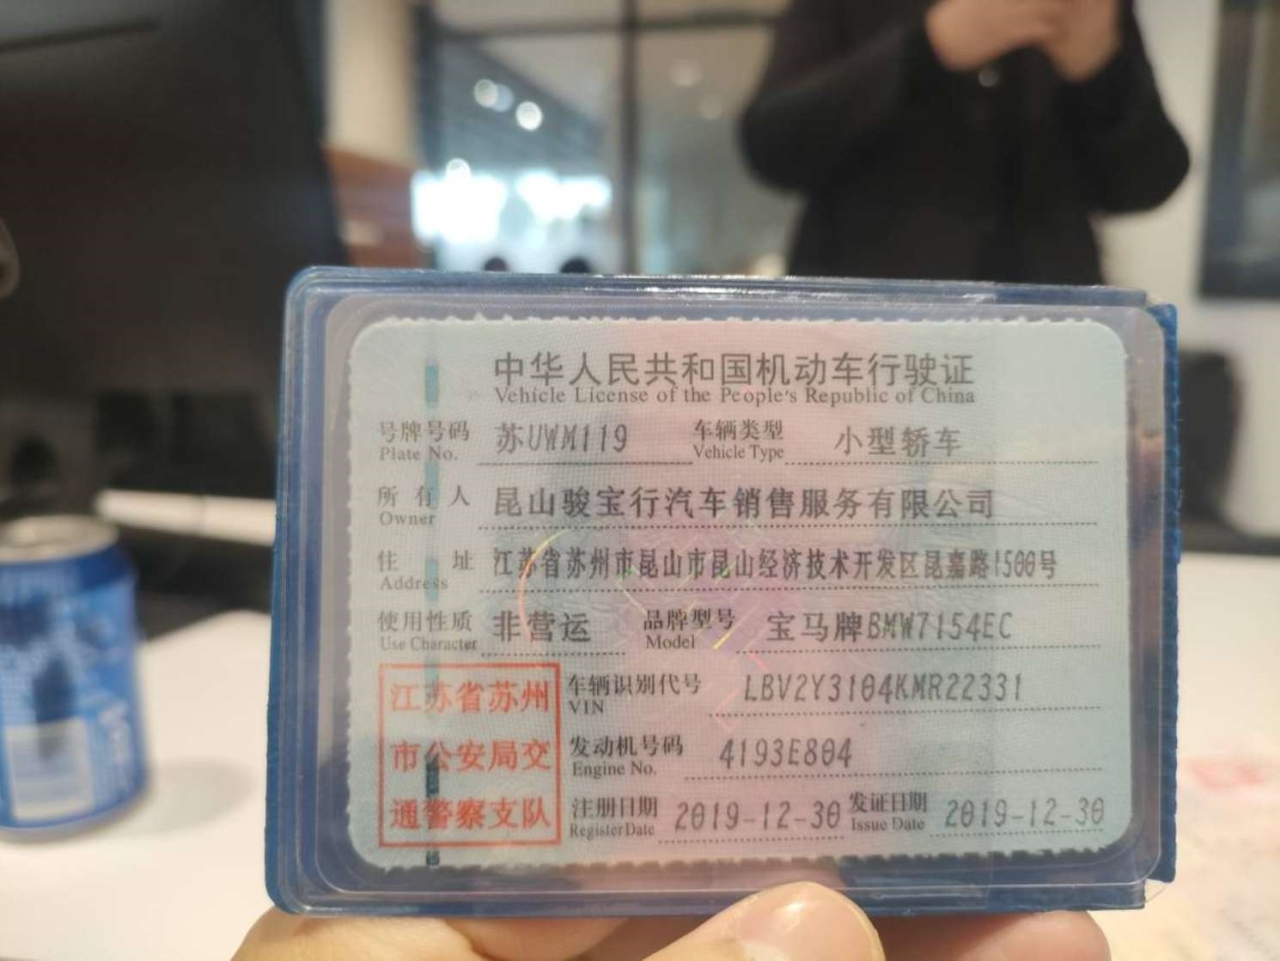 中华人民共和国机动车行驶证
Vehicle License of the People's Republic of China
号牌号码 苏UWM119 车辆类型 小型轿车
Plate No. Vehicle Type
所有人 昆山骏宝行汽车销售服务有限公司
Owner
住址 江苏省苏州市昆山市昆山经济技术开发区昆嘉路1500号
Address
使用性质 非营运 品牌型号 宝马牌BMW7154EC
Use Character Model
江苏省苏州
市公安局交
通警察支队
车辆识别代号 LBV2Y3104KMR22331
VIN
发动机号码 4193E804
Engine No.
注册日期 2019-12-30 发证日期 2019-12-30
Register Date Issue Date